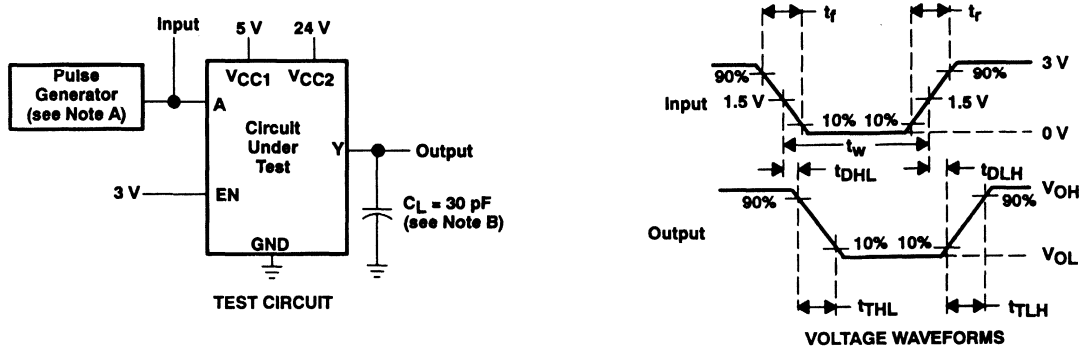 Input
5 V
24 V
Pulse
Generator
(see Note A)
VCC1
VCC2
A
Circuit
Under
Test
Y
Output
3 V
EN
GND
CL = 30 pF
(see Note B)
TEST CIRCUIT
tf
tr
3 V
90%
90%
Input
1.5 V
1.5 V
10%
10%
0 V
tw
tDHL
tDLH
VOH
90%
90%
Output
10%
10%
VOL
tTHL
tTLH
VOLTAGE WAVEFORMS